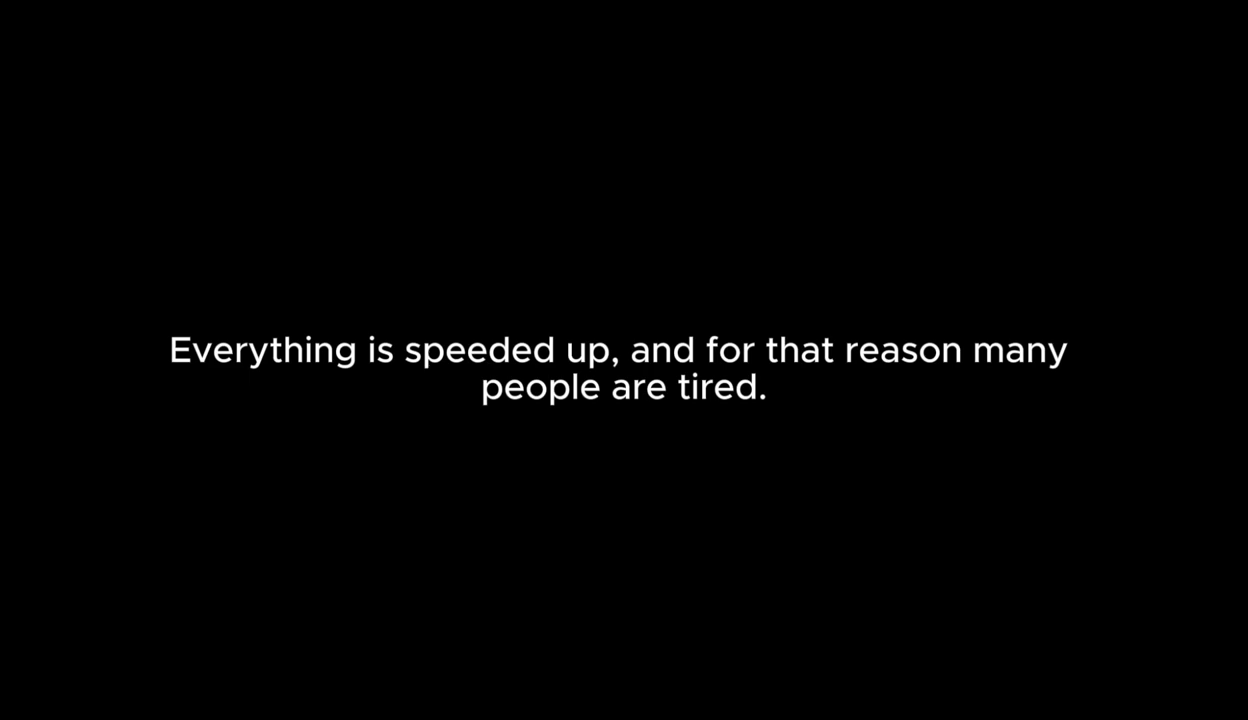 Everything is speeded up, and for that reason many
people are tired.